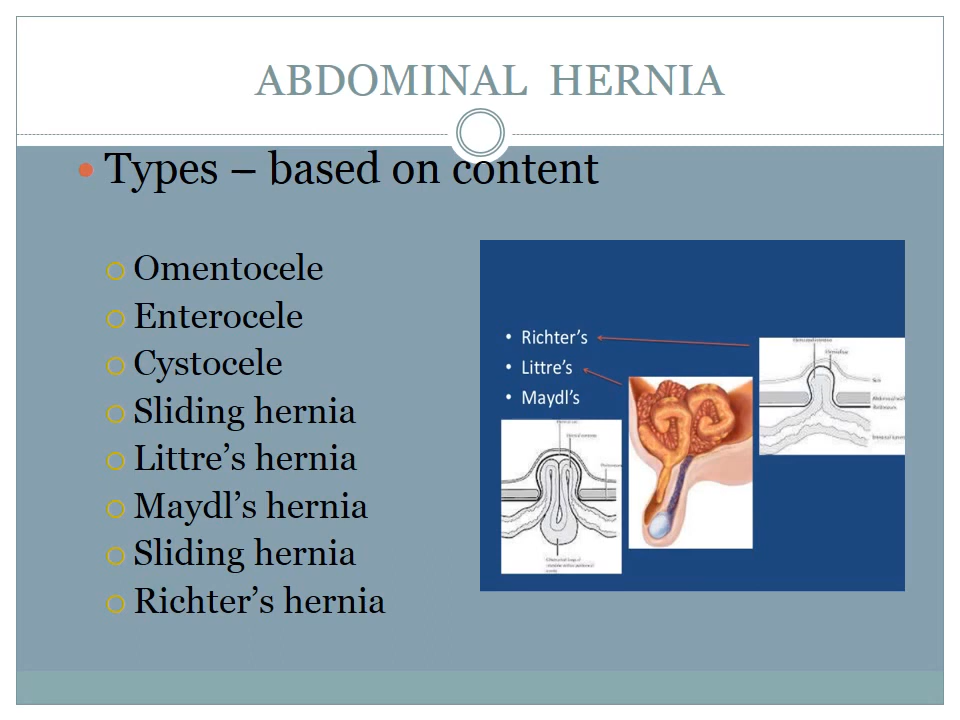 ABDOMINAL HERNIA
• Types – based on content
Omentocele
Enterocele
Cystocele
Sliding hernia
Littre’s hernia
Maydl’s hernia
Sliding hernia
Richter’s hernia
• Richter’s
• Littre’s
• Maydl’s
Skin